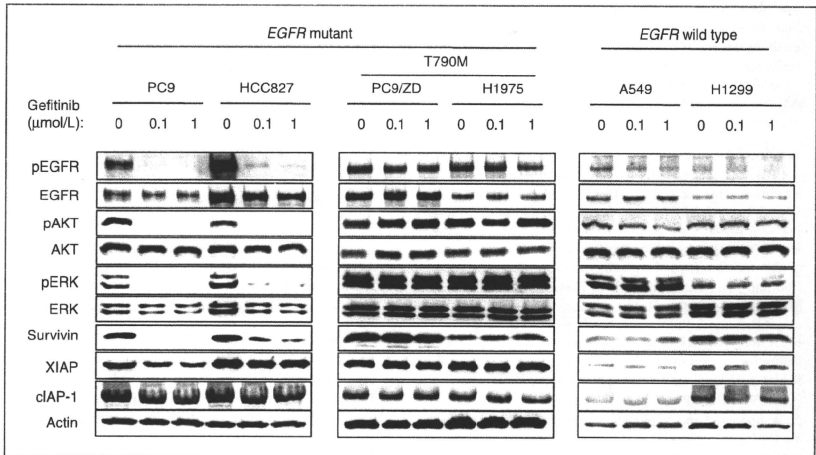 EGFR mutant EGFR wild type
T790M
PC9 HCC827 PC9/ZD H1975 A549 H1299
Gefitinib
(μmol/L): 0 0.1 1 0 0.1 1 0 0.1 1 0 0.1 1 0 0.1 1 0 0.1 1
pEGFR
EGFR
pAKT
AKT
pERK
ERK
Survivin
XIAP
cIAP-1
Actin